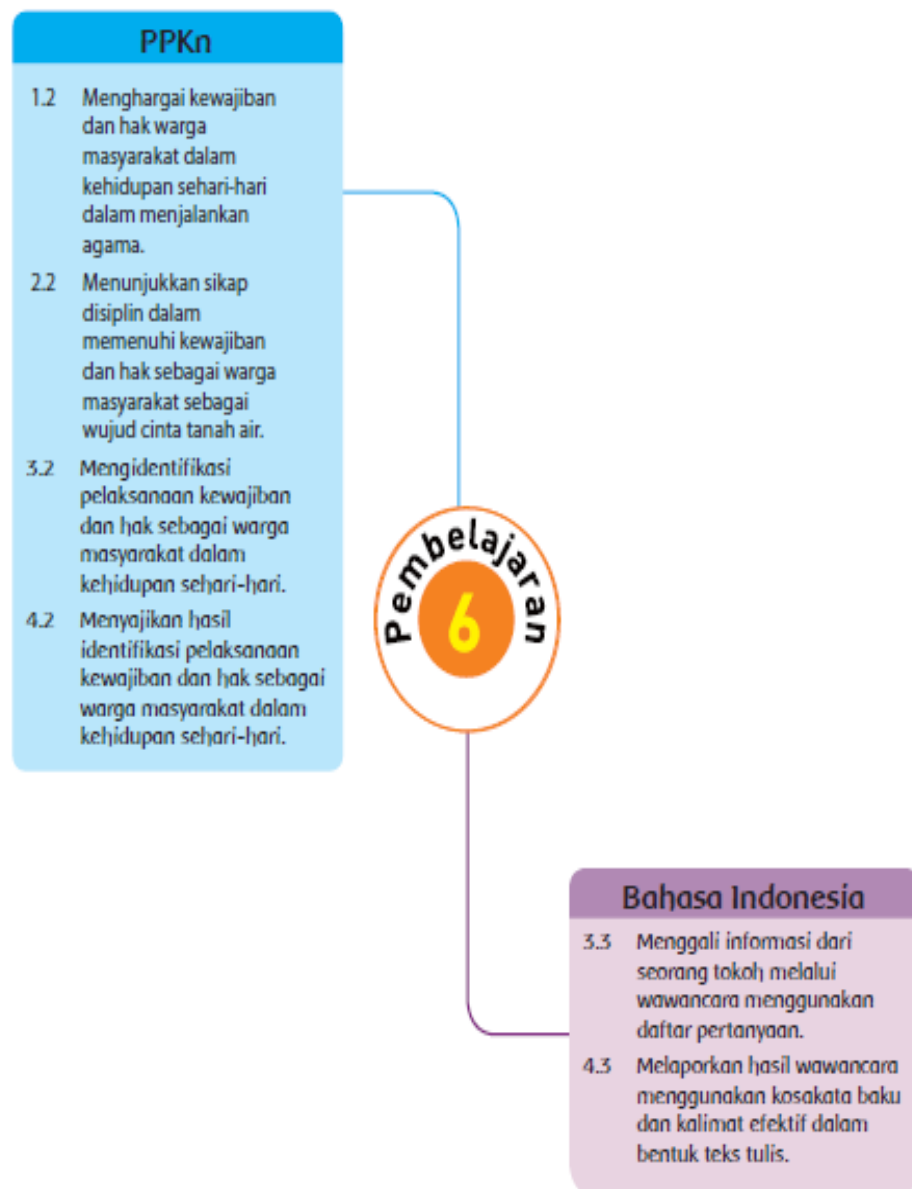 PPKn
1.2 Menghargai kewajiban
dan hak warga
masyarakat dalam
kehidupan sehari-hari
dalam menjalankan
agama.
2.2 Menunjukkan sikap
disiplin dalam
memenuhi kewajiban
dan hak sebagai warga
masyarakat sebagai
wujud cinta tanah air.
3.2 Mengidentifikasi
pelaksanaan kewajiban
dan hak sebagai warga
masyarakat dalam
kehidupan sehari-hari.
4.2 Menyajikan hasil
identifikasi pelaksanaan
kewajiban dan hak sebagai
warga masyarakat dalam
kehidupan sehari-hari.
Pembelajaran
6
Bahasa Indonesia
3.3 Menggali informasi dari
seorang tokoh melalui
wawancara menggunakan
daftar pertanyaan.
4.3 Melaporkan hasil wawancara
menggunakan kosakata baku
dan kalimat efektif dalam
bentuk teks tulis.